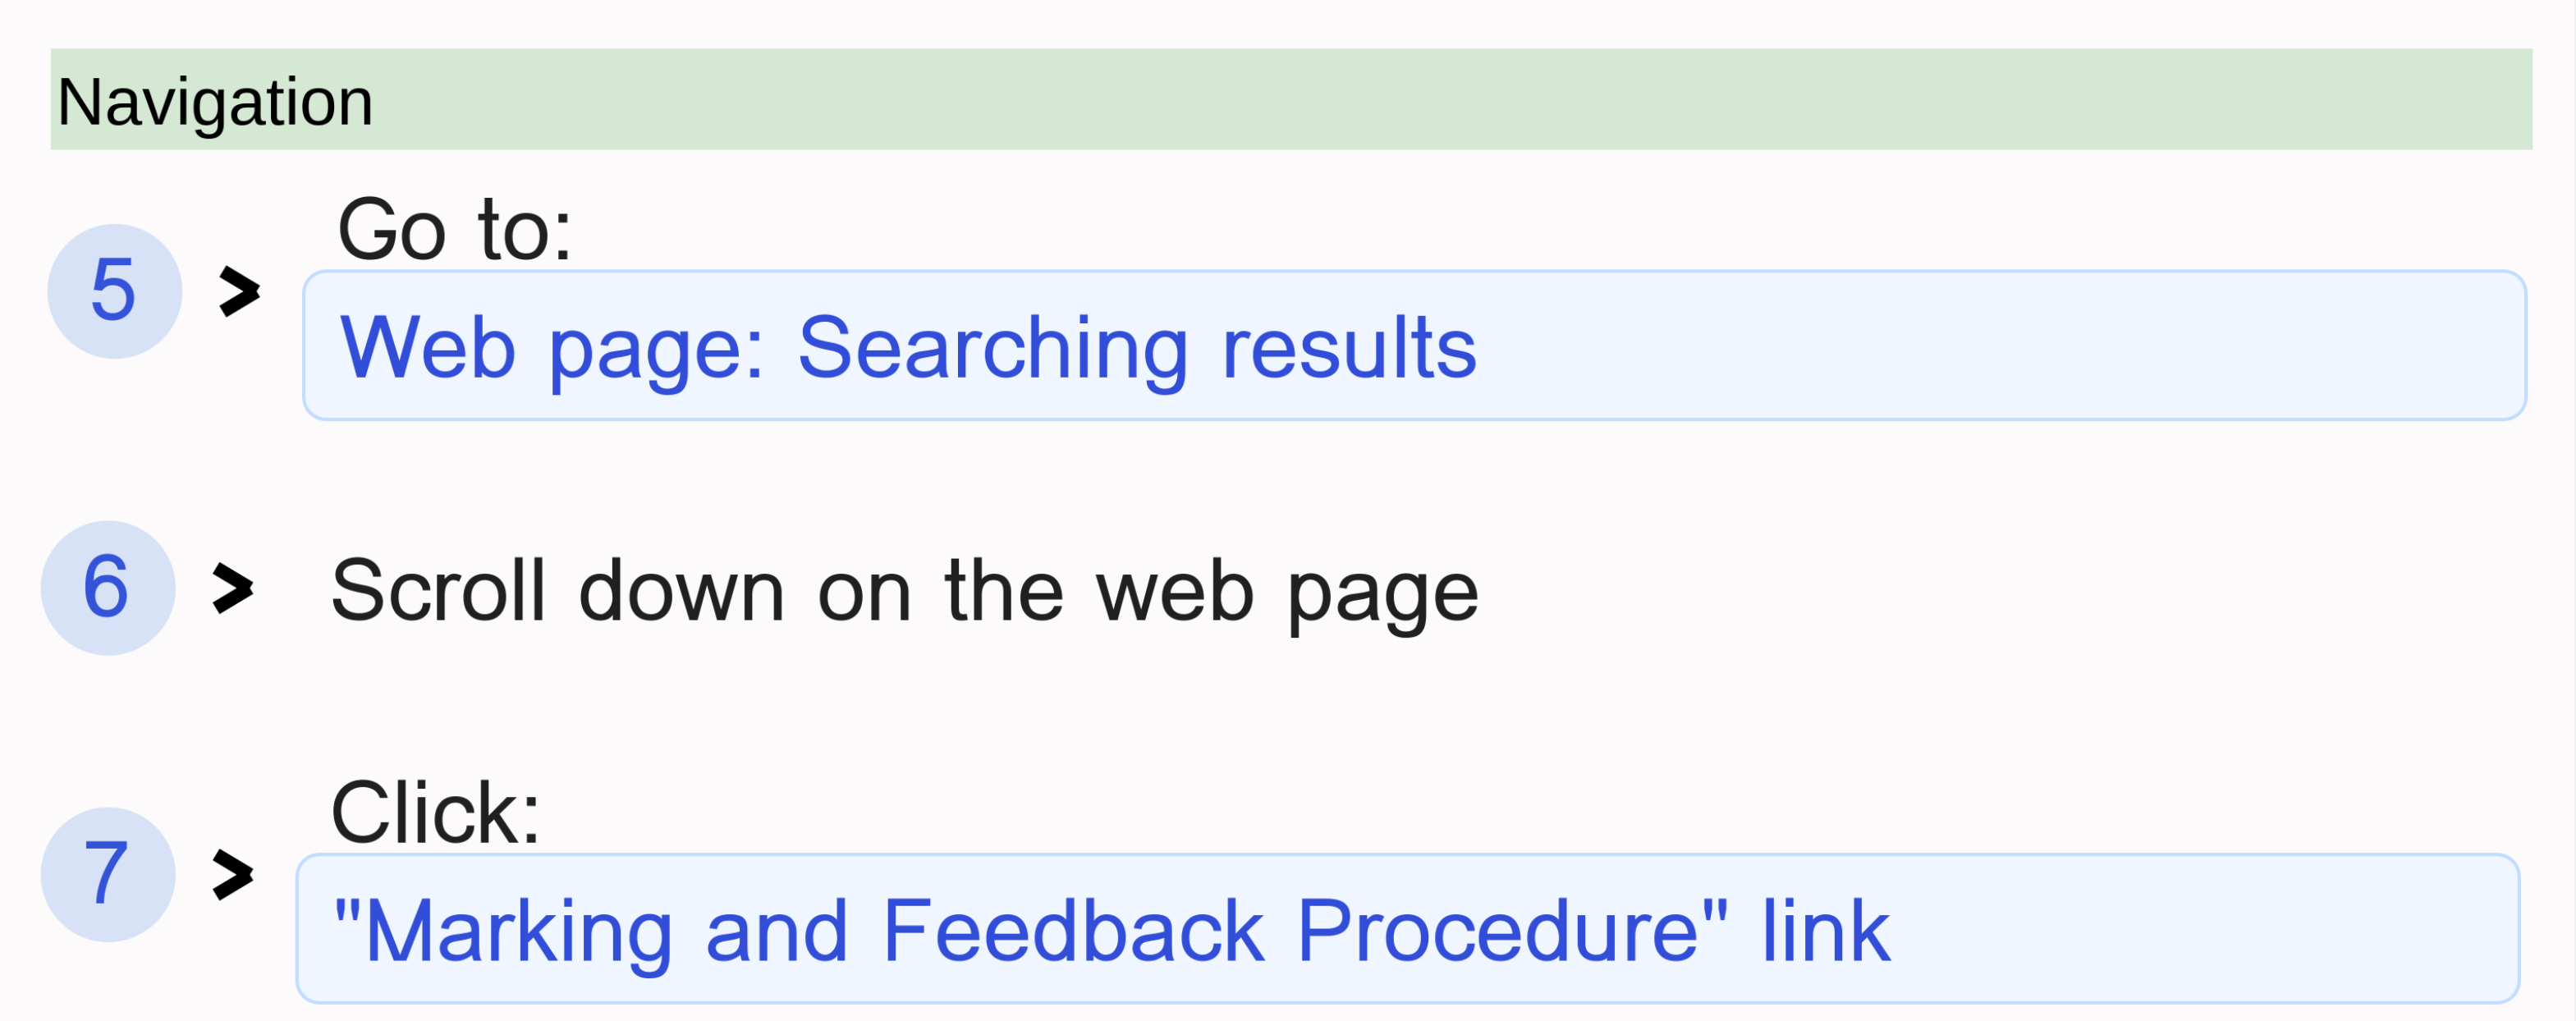 Navigation
Go to:
5 >
Web page: Searching results
6 > Scroll down on the web page
Click:
7 >
"Marking and Feedback Procedure" link